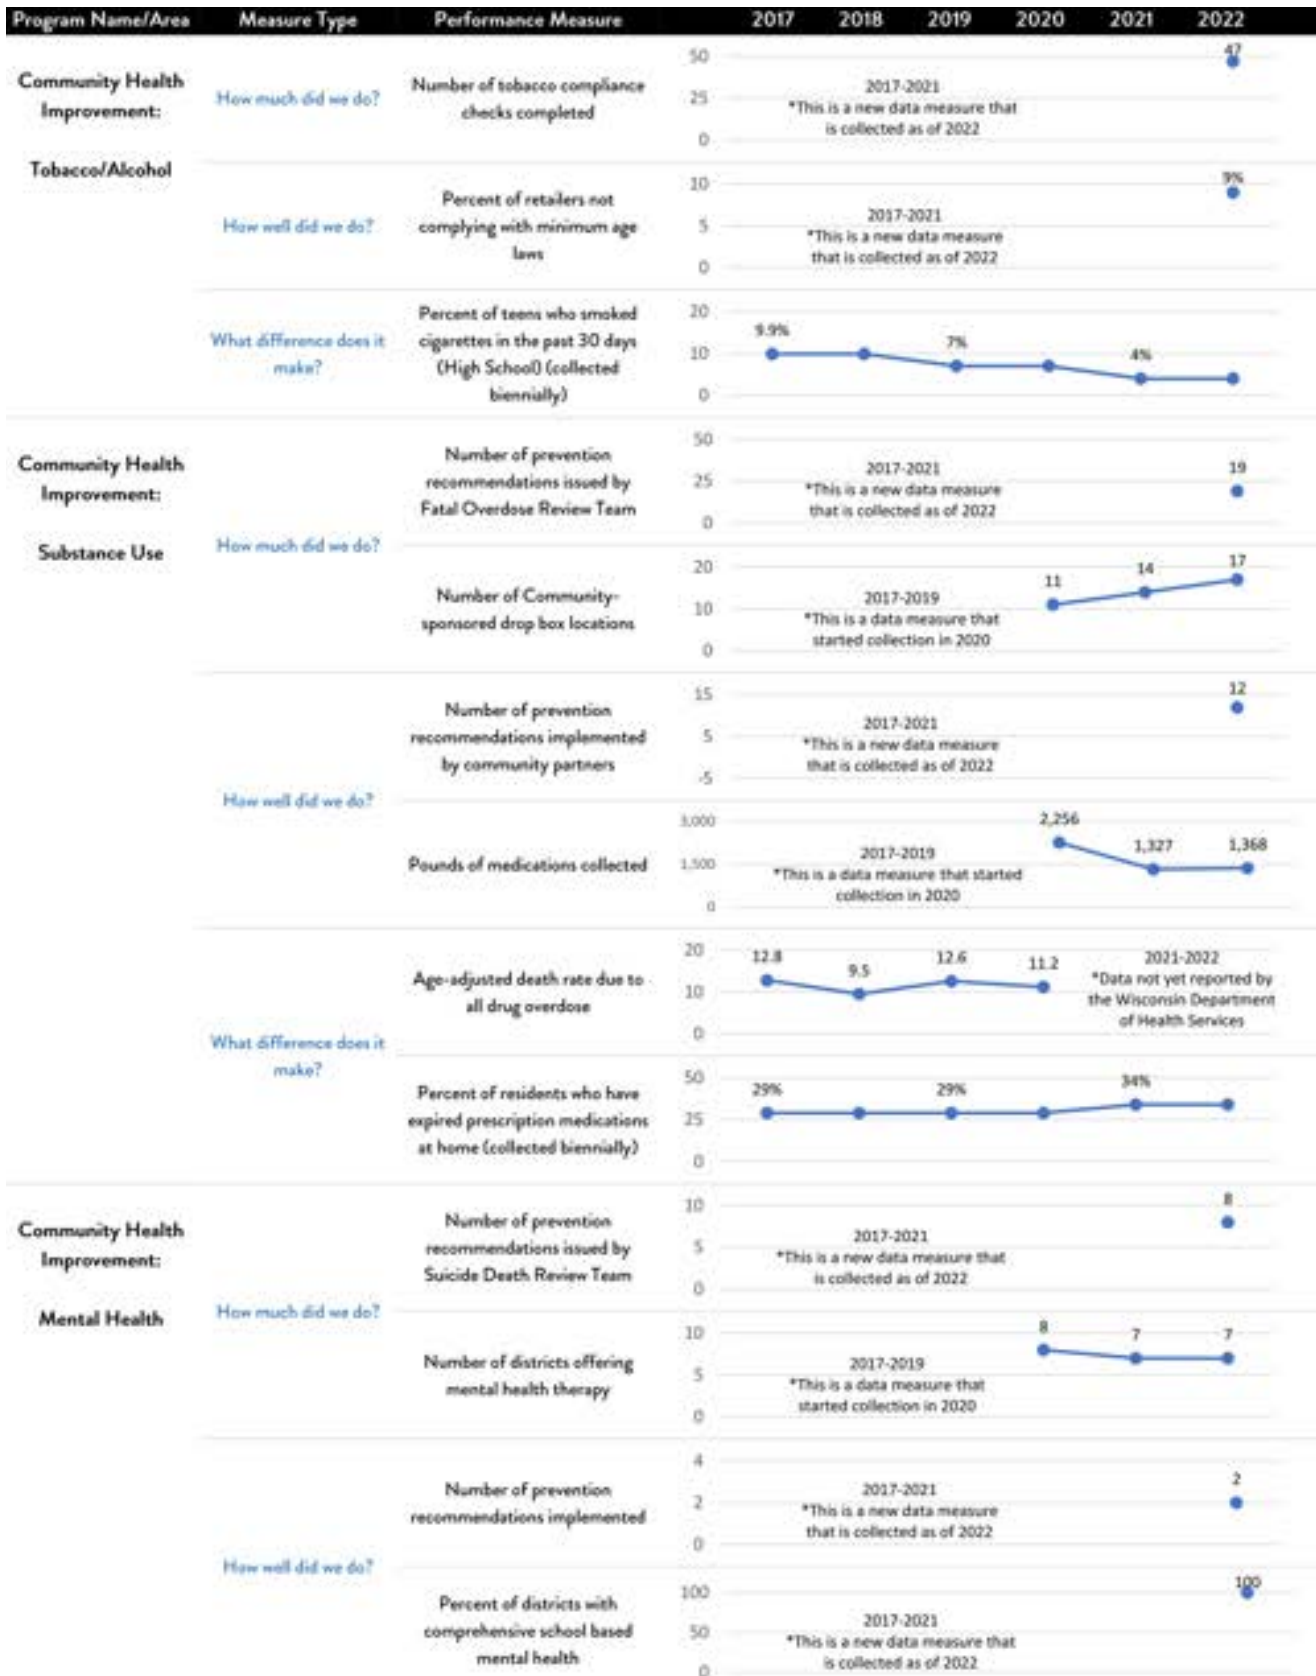 Program Name/Area Measure Type Performance Measure 2017 2018 2019 2020 2021 2022
Community Health
Improvement:
Tobacco/Alcohol
How much did we do?
Number of tobacco compliance
checks completed
50
25
0
2017-2021
*This is a new data measure that
is collected as of 2022
47
How well did we do?
Percent of retailers not
complying with minimum age
laws
10
5
0
2017-2021
*This is a new data measure
that is collected as of 2022
9%
What difference does it
make?
Percent of teens who smoked
cigarettes in the past 30 days
(High School) (collected
biennially)
20
10
0
9.9%
7%
4%
Community Health
Improvement:
Substance Use
How much did we do?
Number of prevention
recommendations issued by
Fatal Overdose Review Team
50
25
0
2017-2021
*This is a new data measure
that is collected as of 2022
19
Number of Community-
sponsored drop box locations
20
10
0
2017-2019
*This is a data measure that
started collection in 2020
11
14
17
How well did we do?
Number of prevention
recommendations implemented
by community partners
15
5
-5
2017-2021
*This is a new data measure
that is collected as of 2022
12
Pounds of medications collected
3,000
1,500
0
2017-2019
*This is a data measure that started
collection in 2020
2,256
1,327
1,368
What difference does it
make?
Age-adjusted death rate due to
all drug overdose
20
10
0
12.8
9.5
12.6
11.2
2021-2022
*Data not yet reported by
the Wisconsin Department
of Health Services
Percent of residents who have
expired prescription medications
at home (collected biennially)
50
25
0
29%
29%
34%
Community Health
Improvement:
Mental Health
How much did we do?
Number of prevention
recommendations issued by
Suicide Death Review Team
10
5
0
2017-2021
*This is a new data measure that
is collected as of 2022
8
Number of districts offering
mental health therapy
10
5
0
2017-2019
*This is a data measure that
started collection in 2020
8
7
7
How well did we do?
Number of prevention
recommendations implemented
4
2
0
2017-2021
*This is a new data measure
that is collected as of 2022
2
Percent of districts with
comprehensive school based
mental health
100
50
0
2017-2021
*This is a new data measure that
is collected as of 2022
100